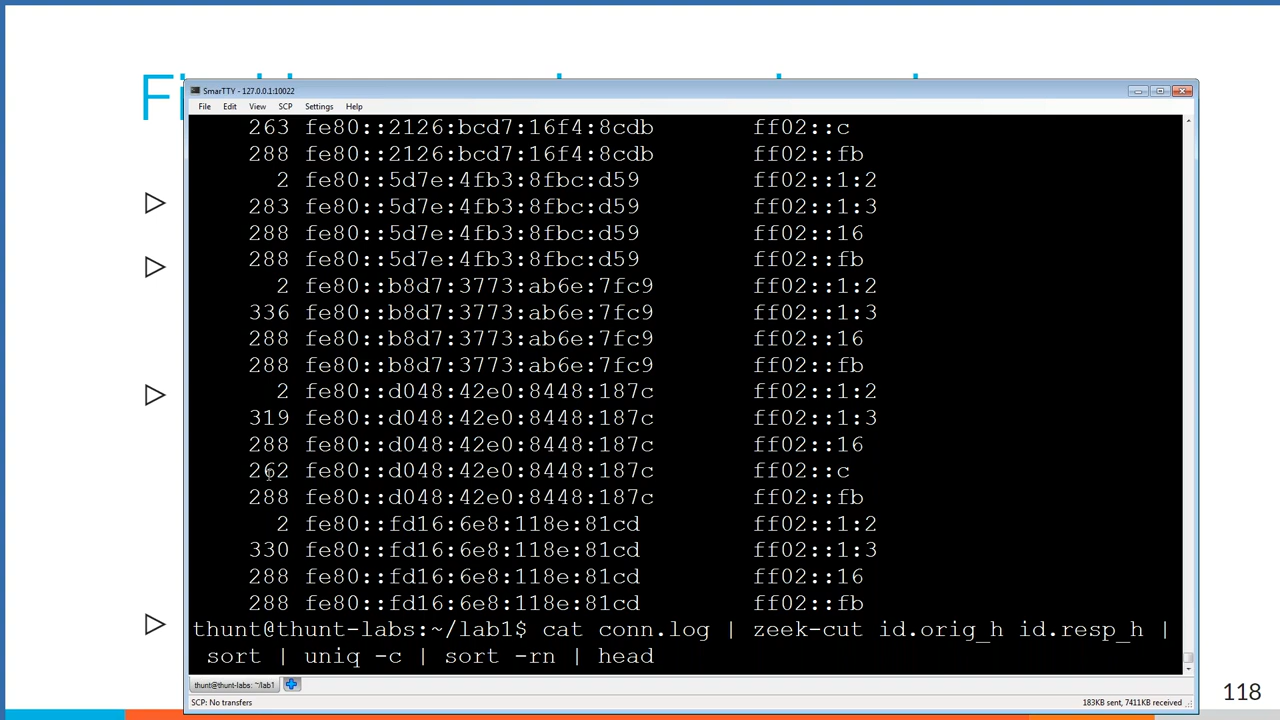 SmarTTY - 127.0.0.1:10022
File Edit View SCP Settings Help
263 fe80::2126:bcd7:16f4:8cdb ff02::c
288 fe80::2126:bcd7:16f4:8cdb ff02::fb
2 fe80::5d7e:4fb3:8fbc:d59 ff02::1:2
283 fe80::5d7e:4fb3:8fbc:d59 ff02::1:3
288 fe80::5d7e:4fb3:8fbc:d59 ff02::16
288 fe80::5d7e:4fb3:8fbc:d59 ff02::fb
2 fe80::b8d7:3773:ab6e:7fc9 ff02::1:2
336 fe80::b8d7:3773:ab6e:7fc9 ff02::1:3
288 fe80::b8d7:3773:ab6e:7fc9 ff02::16
288 fe80::b8d7:3773:ab6e:7fc9 ff02::fb
2 fe80::d048:42e0:8448:187c ff02::1:2
319 fe80::d048:42e0:8448:187c ff02::1:3
288 fe80::d048:42e0:8448:187c ff02::16
262 fe80::d048:42e0:8448:187c ff02::c
288 fe80::d048:42e0:8448:187c ff02::fb
2 fe80::fd16:6e8:118e:81cd ff02::1:2
330 fe80::fd16:6e8:118e:81cd ff02::1:3
288 fe80::fd16:6e8:118e:81cd ff02::16
288 fe80::fd16:6e8:118e:81cd ff02::fb
thunt@thunt-labs:~/lab1$ cat conn.log | zeek-cut id.orig_h id.resp_h |
sort | uniq -c | sort -rn | head
thunt@thunt-labs: ~/lab1
SCP: No transfers 183KB sent, 7411KB received
118